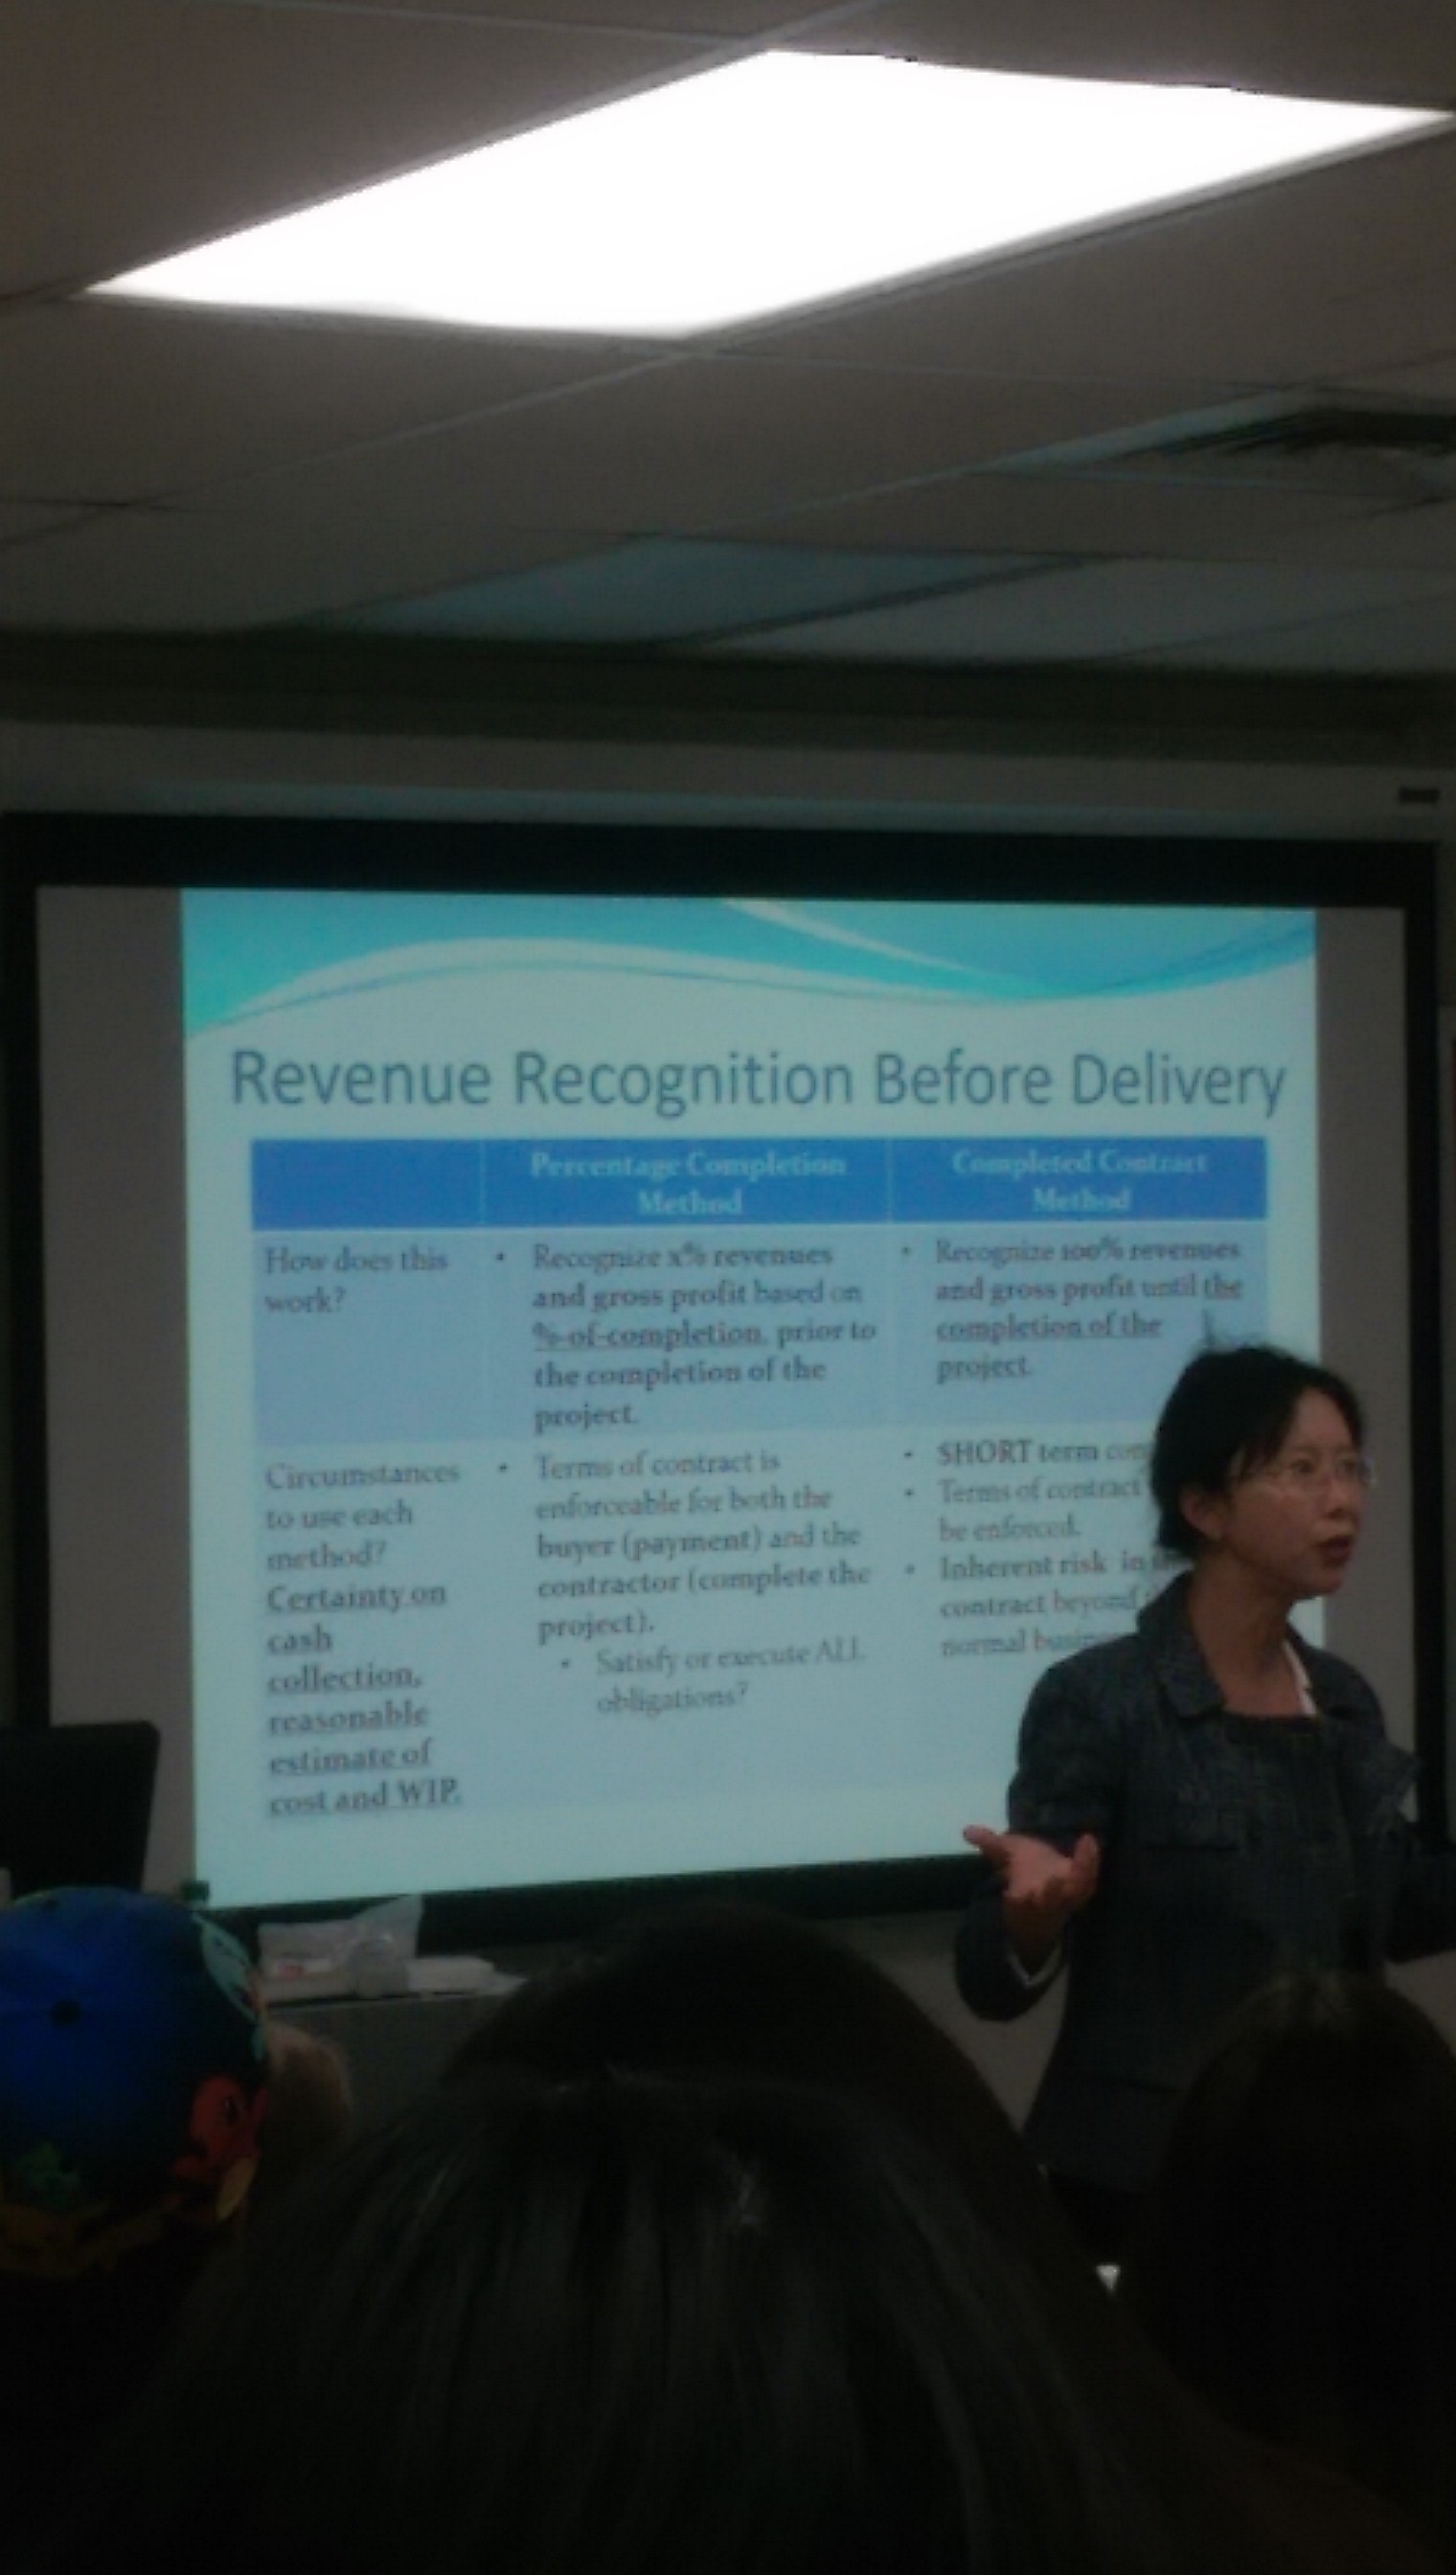 Revenue Recognition Before Delivery
Percentage Completion
Method
Completed Contract
Method
How does this
work?
• Recognize x% revenues
and gross profit based on
%-of-completion, prior to
the completion of the
project.
• Recognize 100% revenues
and gross profit until the
completion of the
project.
Circumstances
to use each
method?
Certainty on
cash
collection,
reasonable
estimate of
cost and WIP.
• Terms of contract is
enforceable for both the
buyer (payment) and the
contractor (complete the
project).
• Satisfy or execute ALL
obligations?
• SHORT term
• Terms of contract
be enforced.
• Inherent risk in
contract beyond
normal